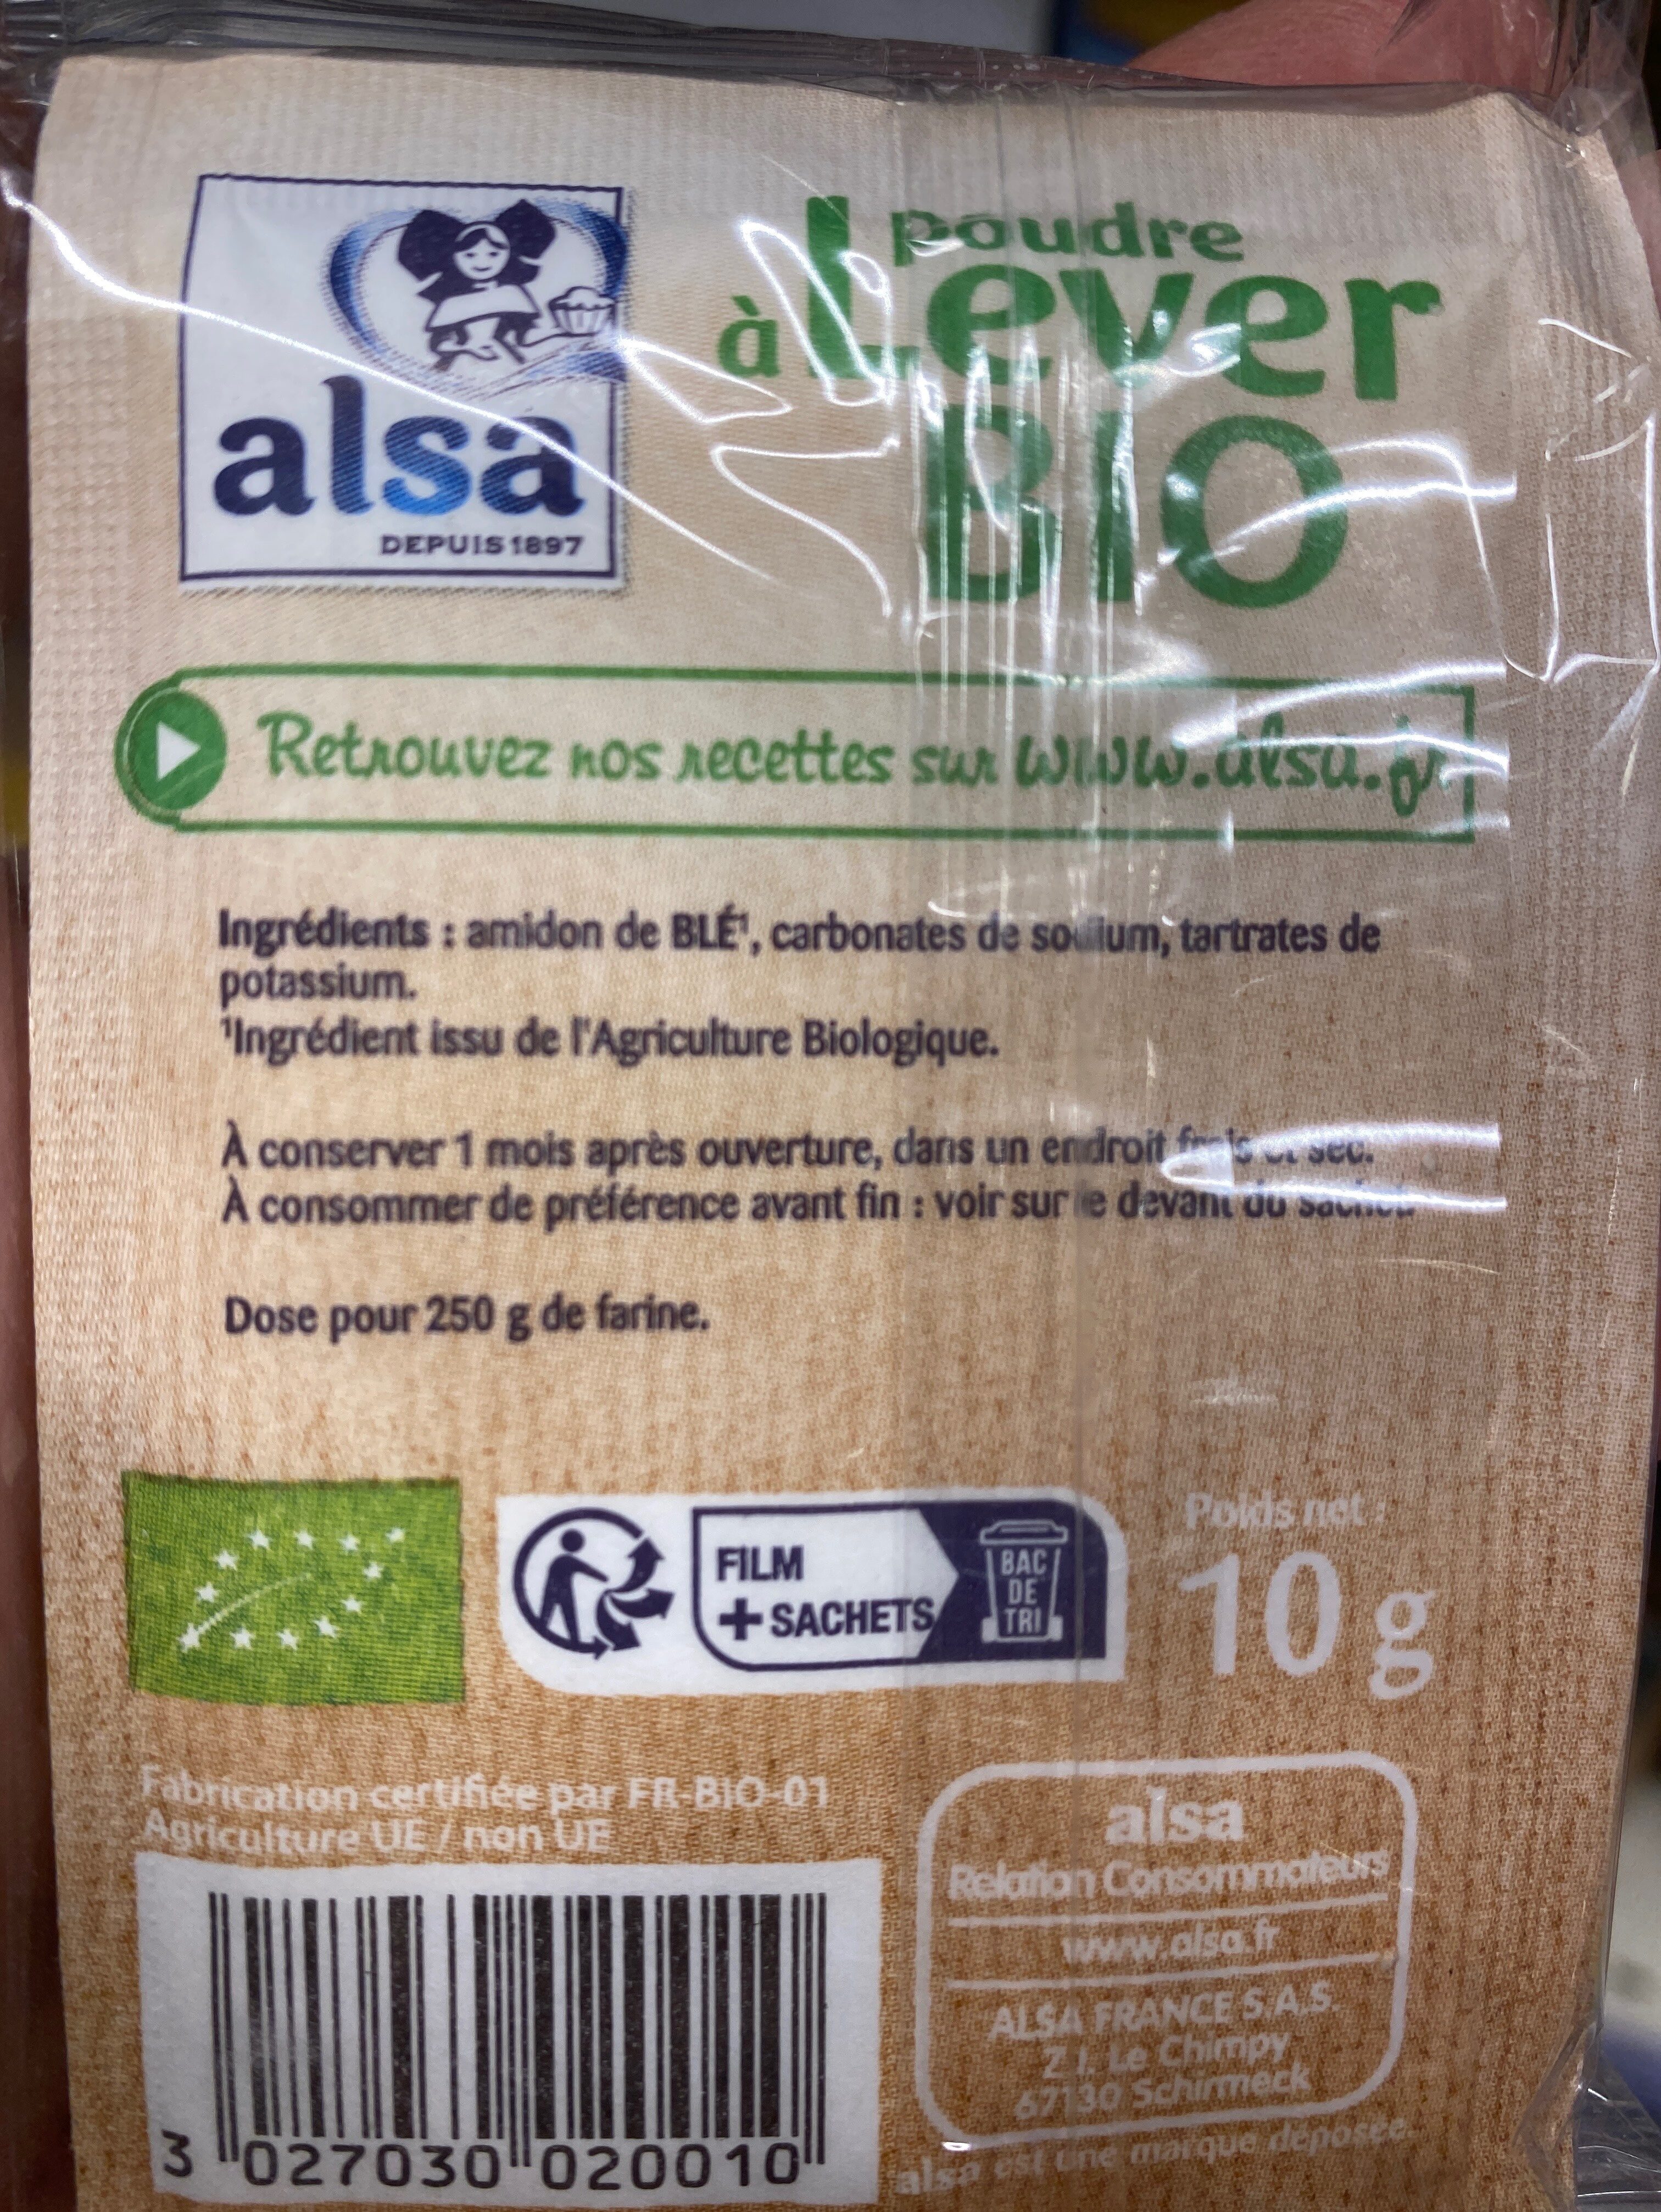 alsa
DEPUIS 1897
poudre
à Lever
BIO
Retrouvez nos recettes sur www.alsa.fr
Ingrédients : amidon de BLÉ¹, carbonates de sodium, tartrates de
potassium.
¹Ingrédient issu de l'Agriculture Biologique.
À conserver 1 mois après ouverture, dans un endroit frais et sec.
À consommer de préférence avant fin : voir sur le devant du sachet.
Dose pour 250 g de farine.
FILM
+ SACHETS
BAC
DE
TRI
Poids net :
10 g
Fabrication certifiée par FR-BIO-01
Agriculture UE / non UE
3 027030 020010
alsa
Relation Consommateurs
www.alsa.fr
ALSA FRANCE S.A.S.
Z.I. Le Chimpy
67130 Schirmeck
alsa est une marque déposée.